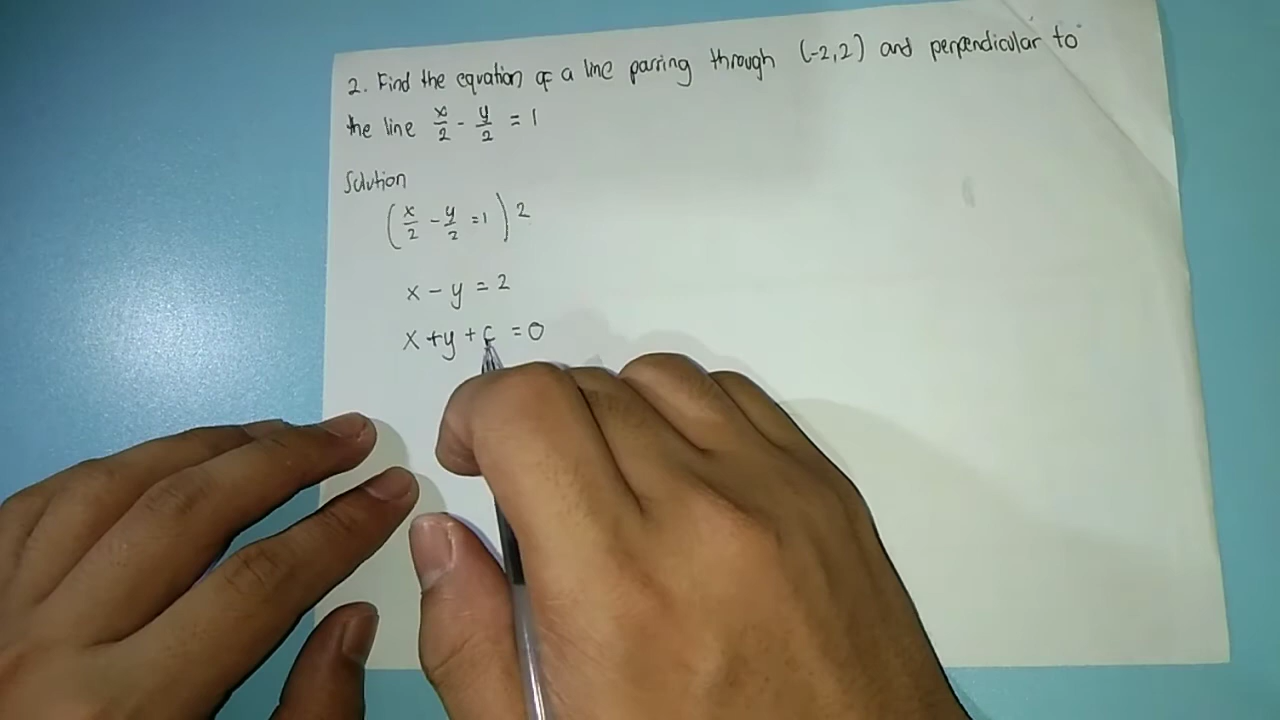 2. Find the equation of a line passing through (-2,2) and perpendicular to
the line x/2 - y/2 = 1
Solution
(x/2 - y/2 = 1) 2
x - y = 2
x + y + C = 0